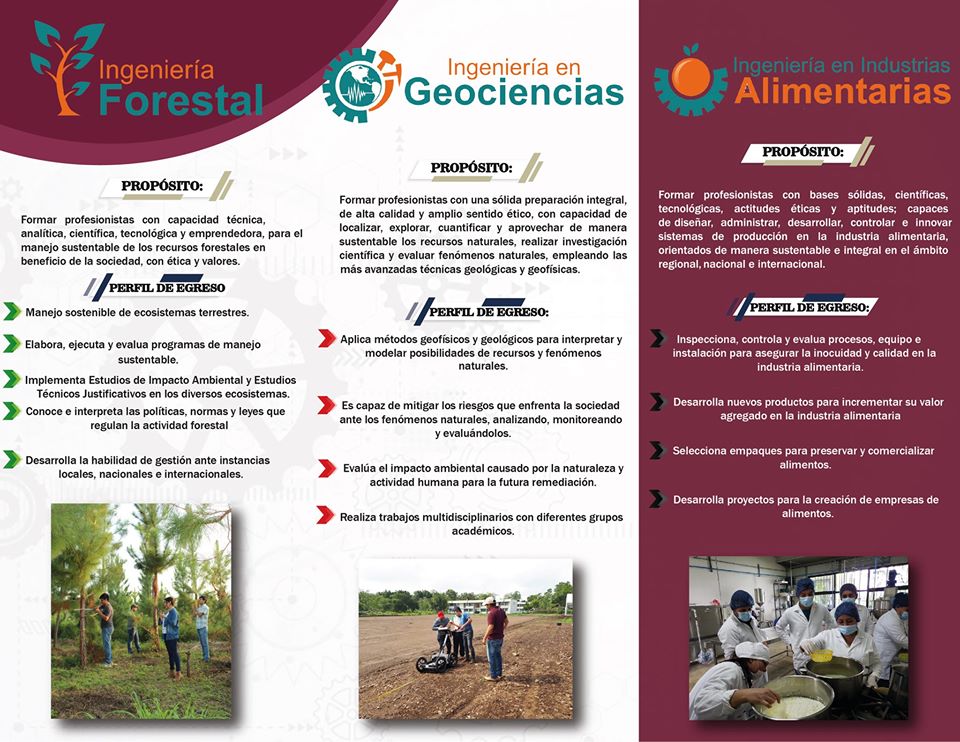 Ingeniería
Forestal
PROPÓSITO:
Formar profesionistas con capacidad técnica,
analítica, científica, tecnológica y emprendedora, para el
manejo sustentable de los recursos forestales en
beneficio de la sociedad, con ética y valores.
PERFIL DE EGRESO
Manejo sostenible de ecosistemas terrestres.
Elabora, ejecuta y evalua programas de manejo
sustentable.
Implementa Estudios de Impacto Ambiental y Estudios
Técnicos Justificativos en los diversos ecosistemas.
Conoce e interpreta las políticas, normas y leyes que
regulan la actividad forestal
Desarrolla la habilidad de gestión ante instancias
locales, nacionales e internacionales.
Ingeniería en
Geociencias
PROPÓSITO:
Formar profesionistas con una sólida preparación integral,
de alta calidad y amplio sentido ético, con capacidad de
localizar, explorar, cuantificar y aprovechar de manera
sustentable los recursos naturales, realizar investigación
científica y evaluar fenómenos naturales, empleando las
más avanzadas técnicas geológicas y geofísicas.
PERFIL DE EGRESO:
Aplica métodos geofísicos y geológicos para interpretar y
modelar posibilidades de recursos y fenómenos
naturales.
Es capaz de mitigar los riesgos que enfrenta la sociedad
ante los fenómenos naturales, analizando, monitoreando
y evaluándolos.
Evalúa el impacto ambiental causado por la naturaleza y
actividad humana para la futura remediación.
Realiza trabajos multidisciplinarios con diferentes grupos
académicos.
Ingeniería en Industrias
Alimentarias
PROPÓSITO:
Formar profesionistas con bases sólidas, científicas,
tecnológicas, actitudes éticas y aptitudes; capaces
de diseñar, administrar, desarrollar, controlar e innovar
sistemas de producción en la industria alimentaria,
orientados de manera sustentable e integral en el ámbito
regional, nacional e internacional.
PERFIL DE EGRESO:
Inspecciona, controla y evalua procesos, equipo e
instalación para asegurar la inocuidad y calidad en la
industria alimentaria.
Desarrolla nuevos productos para incrementar su valor
agregado en la industria alimentaria
Selecciona empaques para preservar y comercializar
alimentos.
Desarrolla proyectos para la creación de empresas de
alimentos.